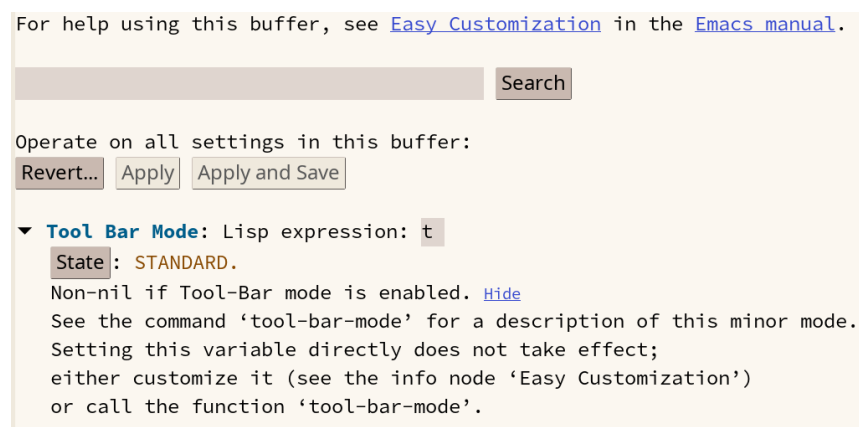 For help using this buffer, see Easy Customization in the Emacs manual.
Search
Operate on all settings in this buffer:
Revert... Apply Apply and Save
Tool Bar Mode: Lisp expression: t
State : STANDARD.
Non-nil if Tool-Bar mode is enabled. Hide
See the command ‘tool-bar-mode’ for a description of this minor mode.
Setting this variable directly does not take effect;
either customize it (see the info node ‘Easy Customization’)
or call the function ‘tool-bar-mode’.